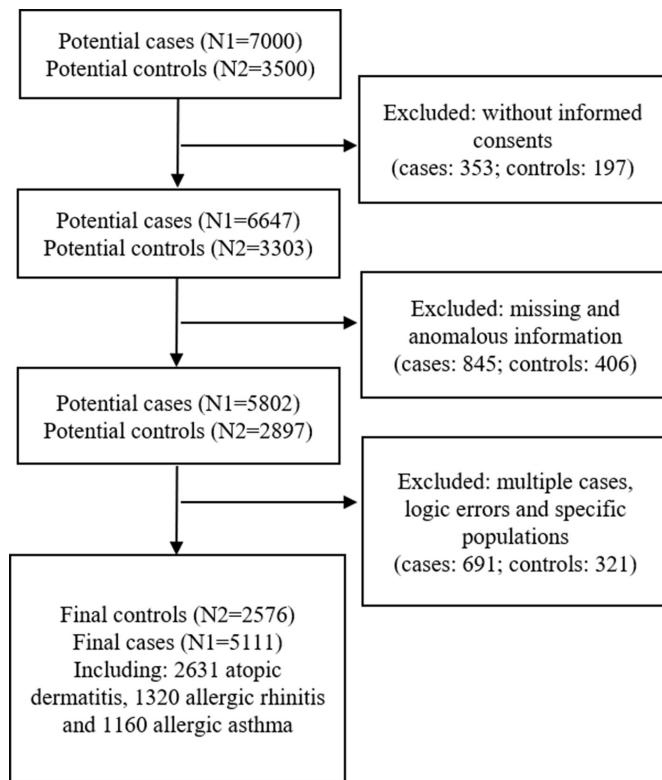 Potential cases (N1=7000)
Potential controls (N2=3500)
Excluded: without informed
consents
(cases: 353; controls: 197)
Potential cases (N1=6647)
Potential controls (N2=3303)
Excluded: missing and
anomalous information
(cases: 845; controls: 406)
Potential cases (N1=5802)
Potential controls (N2=2897)
Excluded: multiple cases,
logic errors and specific
populations
(cases: 691; controls: 321)
Final controls (N2=2576)
Final cases (N1=5111)
Including: 2631 atopic
dermatitis, 1320 allergic rhinitis
and 1160 allergic asthma